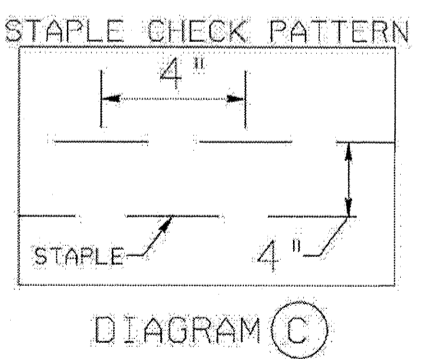 STAPLE CHECK PATTERN
4"
STAPLE
4"
DIAGRAM C